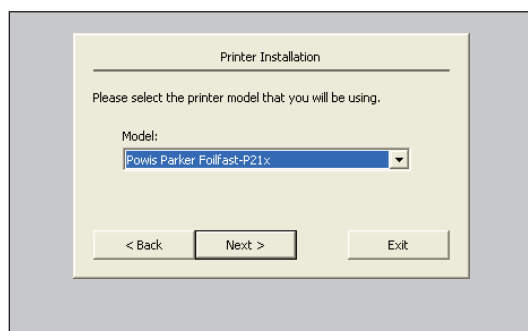 Printer Installation
Please select the printer model that you will be using.
Model:
Powis Parker Foilfast-P21x
< Back Next > Exit